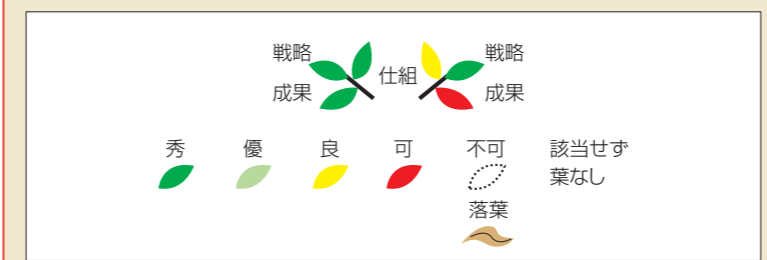 戦略 仕組 戦略
成果 成果
秀 優 良 可 不可 該当せず
葉なし
落葉